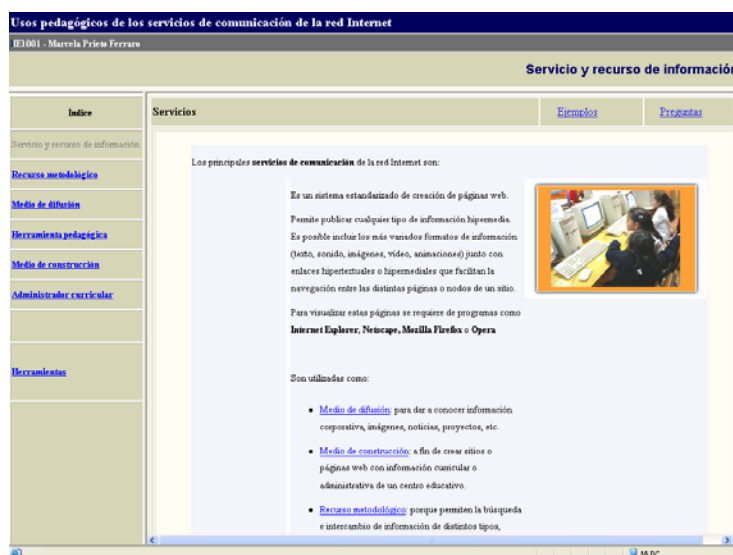 Usos pedagógicos de los servicios de comunicación de la red Internet
IE1001 - Marcela Prieto Ferraro
Servicio y recurso de información
Indice
Servicios
Ejemplos
Preguntas
Servicio y recurso de información
Recurso metodológico
Medio de difusión
Herramienta pedagógica
Medio de construcción
Administrador curricular
Herramientas
Los principales servicios de comunicación de la red Internet son:
Es un sistema estandarizado de creación de páginas web.
Permite publicar cualquier tipo de información hipermedia.
Es posible incluir los más variados formatos de información
(texto, sonido, imágenes, vídeo, animaciones) junto con
enlaces hipertextuales o hipermediales que facilitan la
navegación entre las distintas páginas o nodos de un sitio.
Para visualizar estas páginas se requiere de programas como
Internet Explorer, Netscape, Mozilla Firefox o Opera
Son utilizadas como:
• Medio de difusión: para dar a conocer información
corporativa, imágenes, noticias, proyectos, etc.
• Medio de construcción: a fin de crear sitios o
páginas web con información curricular o
administrativa de un centro educativo.
• Recurso metodológico: porque permiten la búsqueda
e intercambio de información de distintos tipos,
Mi PC